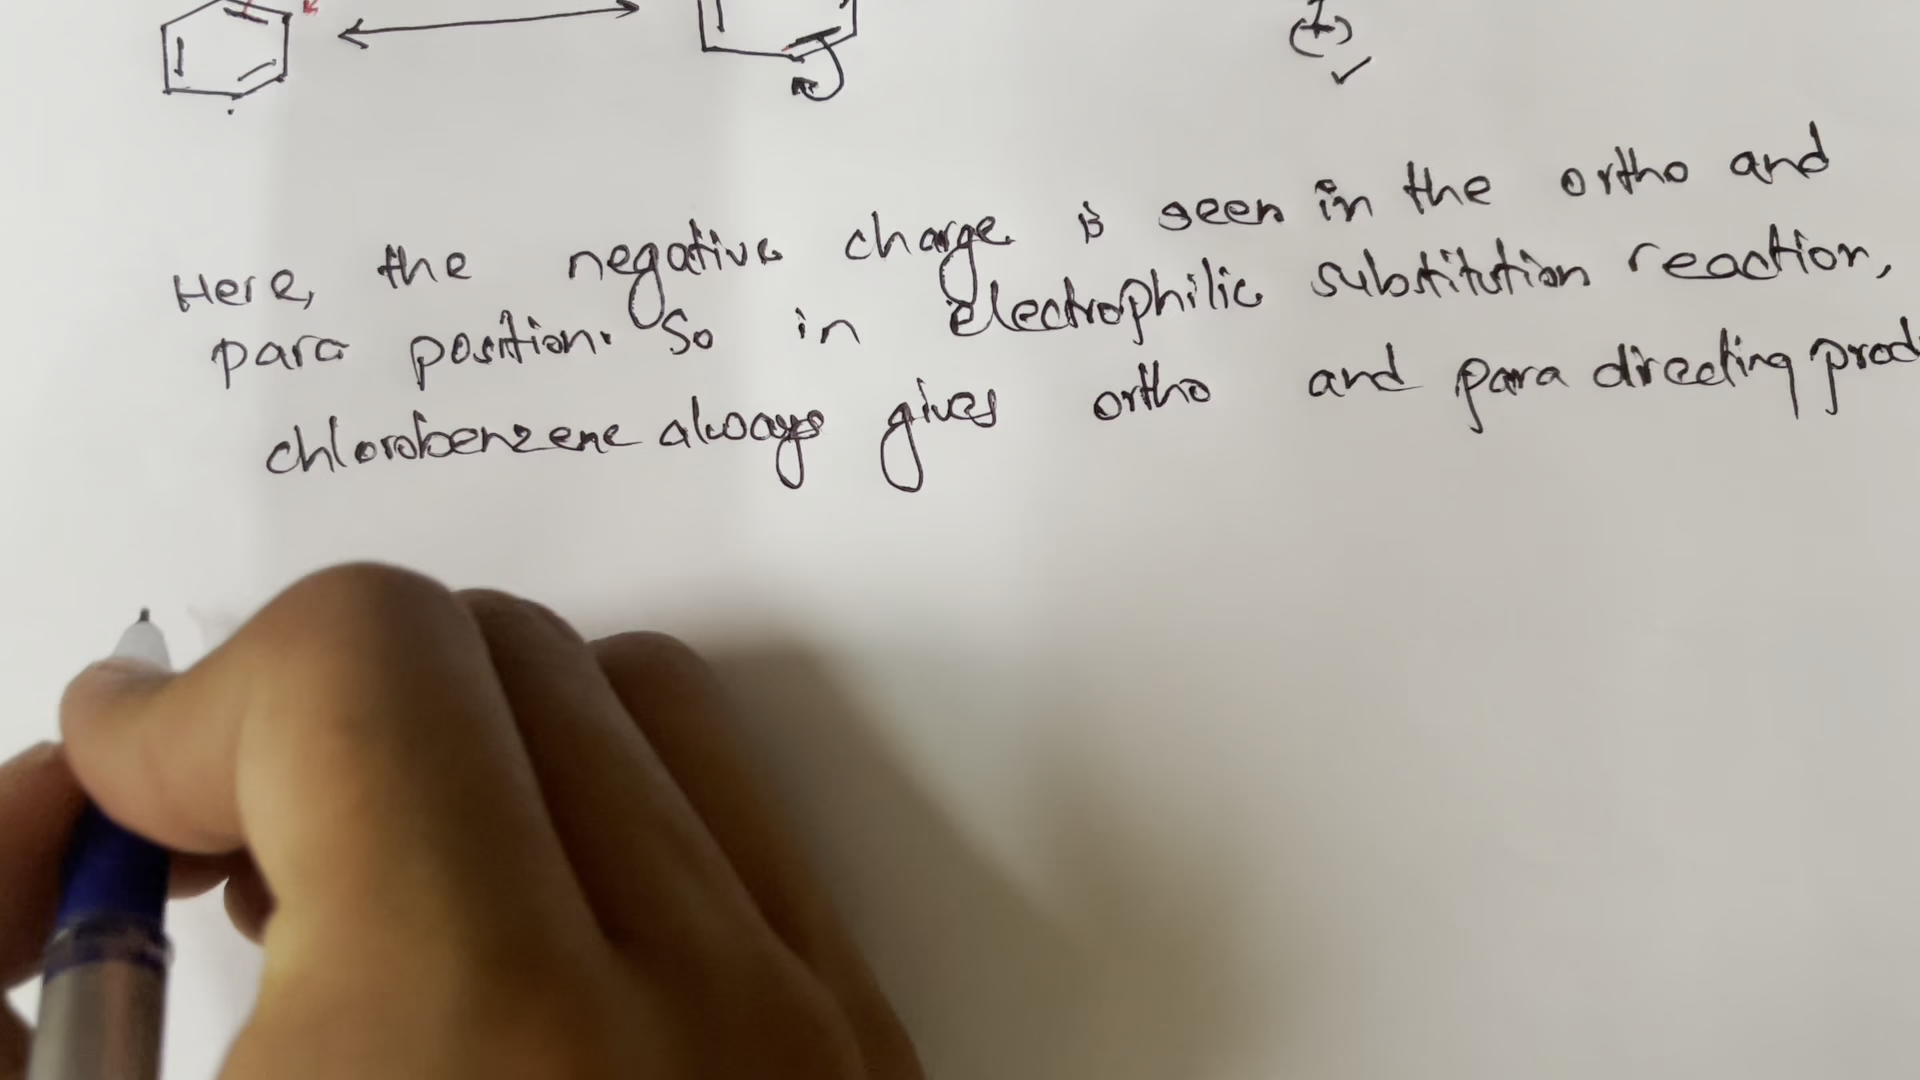 (+)
Here, the negative charge is seen in the ortho and
para position. So in electrophilic substitution reaction,
chlorobenzene always gives ortho and para directing prod